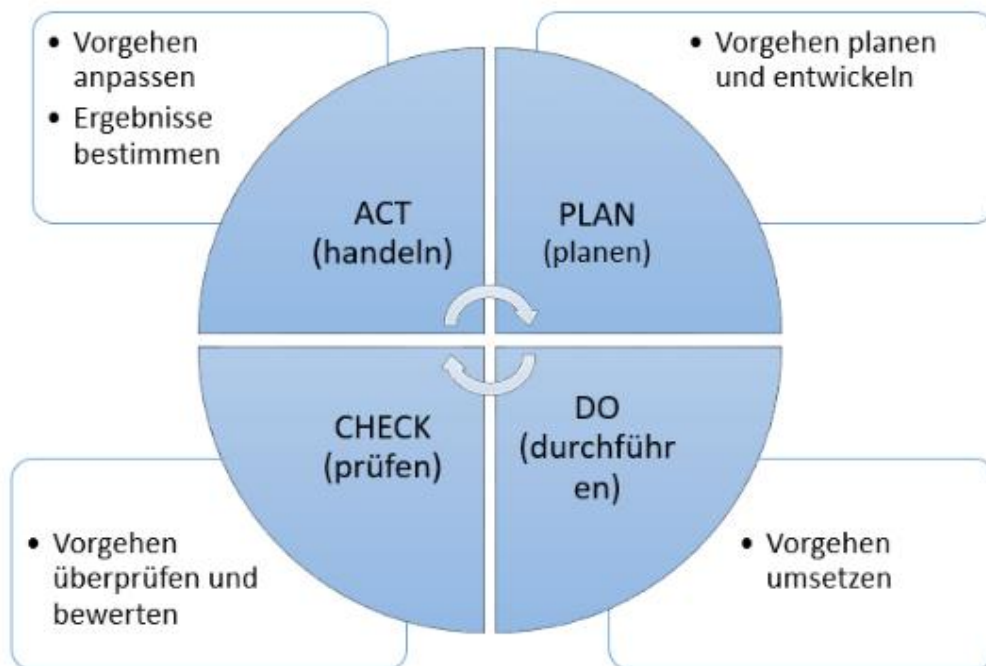 • Vorgehen
anpassen
• Ergebnisse
bestimmen
• Vorgehen planen
und entwickeln
ACT
(handeln)
PLAN
(planen)
CHECK
(prüfen)
DO
(durchführ
en)
• Vorgehen
überprüfen und
bewerten
• Vorgehen
umsetzen